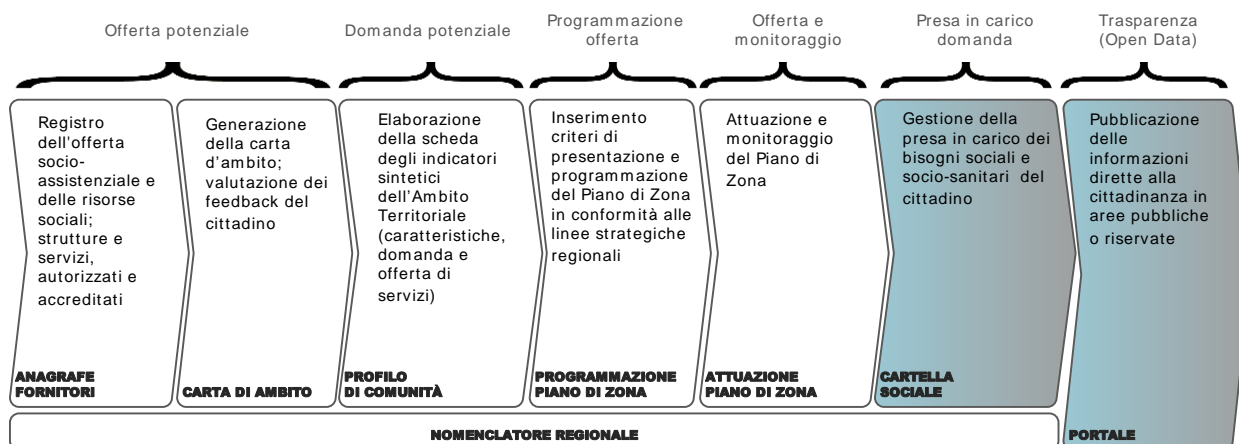 Offerta potenziale
Domanda potenziale
Programmazione
offerta
Offerta e
monitoraggio
Presa in carico
domanda
Trasparenza
(Open Data)
Registro
dell'offerta
socio-
assistenziale e
delle risorse
sociali;
strutture e
servizi,
autorizzati e
accreditati
ANAGRAFE
FORNITORI
Generazione
della carta
d'ambito;
valutazione dei
feedback del
cittadino
CARTA DI AMBITO
Elaborazione
della scheda
degli indicatori
sintetici
dell'Ambito
Territoriale
(caratteristiche,
domanda e
offerta di
servizi)
PROFILO
DI COMUNITÀ
Inserimento
criteri di
presentazione e
programmazione
del Piano di Zona
in conformità alle
linee strategiche
regionali
PROGRAMMAZIONE
PIANO DI ZONA
Attuazione e
monitoraggio
del Piano di
Zona
ATTUAZIONE
PIANO DI ZONA
Gestione della
presa in carico dei
bisogni sociali e
socio-sanitari del
cittadino
CARTELLA
SOCIALE
Pubblicazione
delle
informazioni
dirette alla
cittadinanza in
aree pubbliche
o riservate
PORTALE
NOMENCLATORE REGIONALE